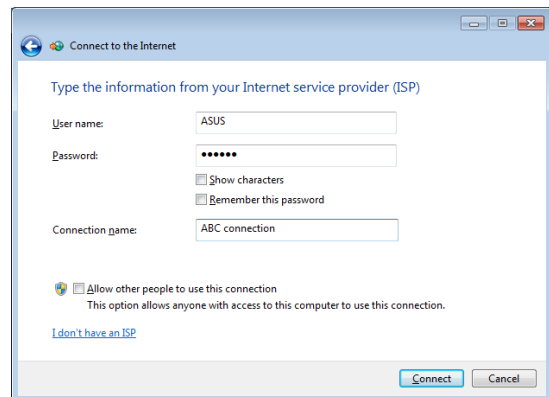 Connect to the Internet
Type the information from your Internet service provider (ISP)
User name: ASUS
Password: ••••••
Show characters
Remember this password
Connection name: ABC connection
Allow other people to use this connection
This option allows anyone with access to this computer to use this connection.
I don't have an ISP
Connect Cancel